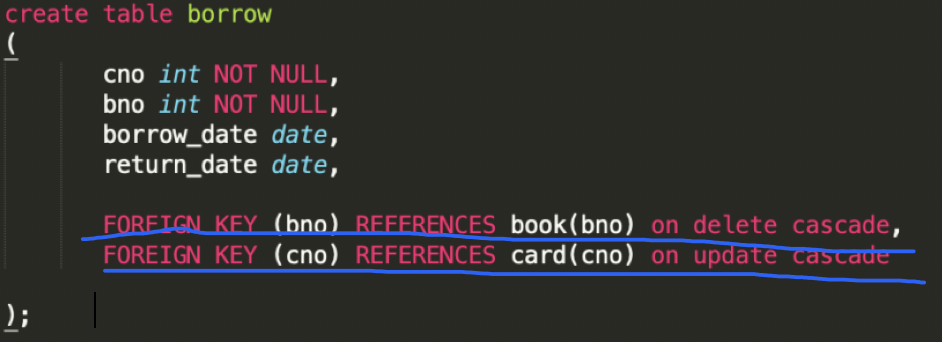 create table borrow
(
cno int NOT NULL,
bno int NOT NULL,
borrow_date date,
return_date date,
FOREIGN KEY (bno) REFERENCES book(bno) on delete cascade,
FOREIGN KEY (cno) REFERENCES card(cno) on update cascade
);